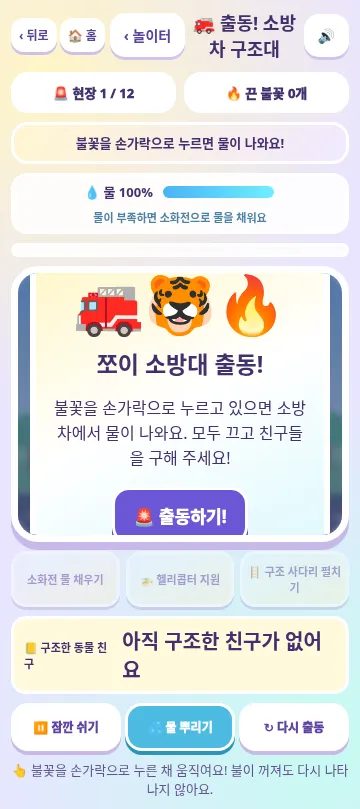 ‹ 뒤로
🏠 홈
‹ 놀이터
🚒 출동! 소방
차 구조대
🔊
🚨 현장 1 / 12
🔥 끈 불꽃 0개
불꽃을 손가락으로 누르면 물이 나와요!
💧 물 100%
물이 부족하면 소화전으로 물을 채워요
쪼이 소방대 출동!
불꽃을 손가락으로 누르고 있으면 소방
차에서 물이 나와요. 모두 끄고 친구들
을 구해 주세요!
🚨 출동하기!
소화전 물 채우기
🚁 헬리콥터 지원
🪜 구조 사다리 펼치
기
📒 구조한 동물 친
구
아직 구조한 친구가 없어
요
⏸ 잠깐 쉬기
💦 물 뿌리기
↻ 다시 출동
👆 불꽃을 손가락으로 누른 채 움직여요! 불이 꺼져도 다시 나타
나지 않아요.